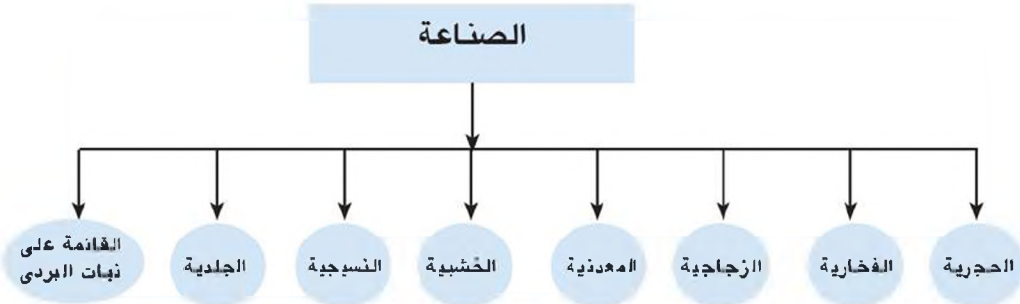 الصناعة
الحجرية
الفخارية
الزجاجية
المعدنية
الخشبية
النسيجية
الجلدية
القائمة على
نبات البردى